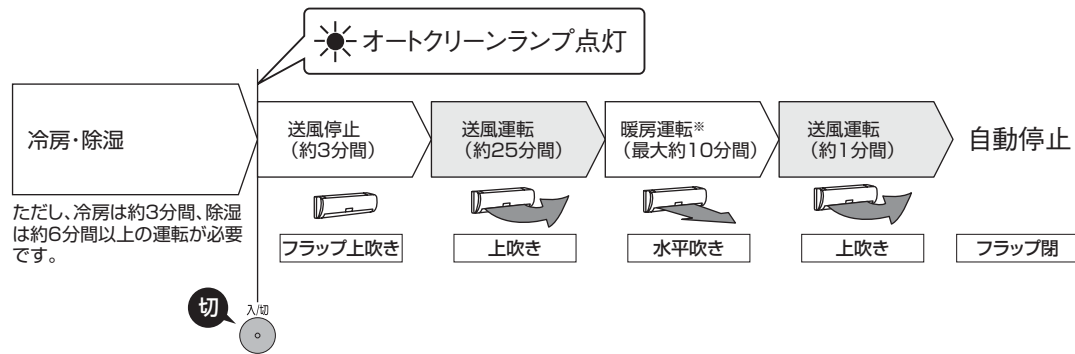 オートクリーンランプ点灯
冷房・除湿
送風停止
(約3分間)
送風運転
(約25分間)
暖房運転※
(最大約10分間)
送風運転
(約1分間)
自動停止
ただし、冷房は約3分間、除湿
は約6分間以上の運転が必要
です。
フラップ上吹き
上吹き
水平吹き
上吹き
フラップ閉
切
入/切